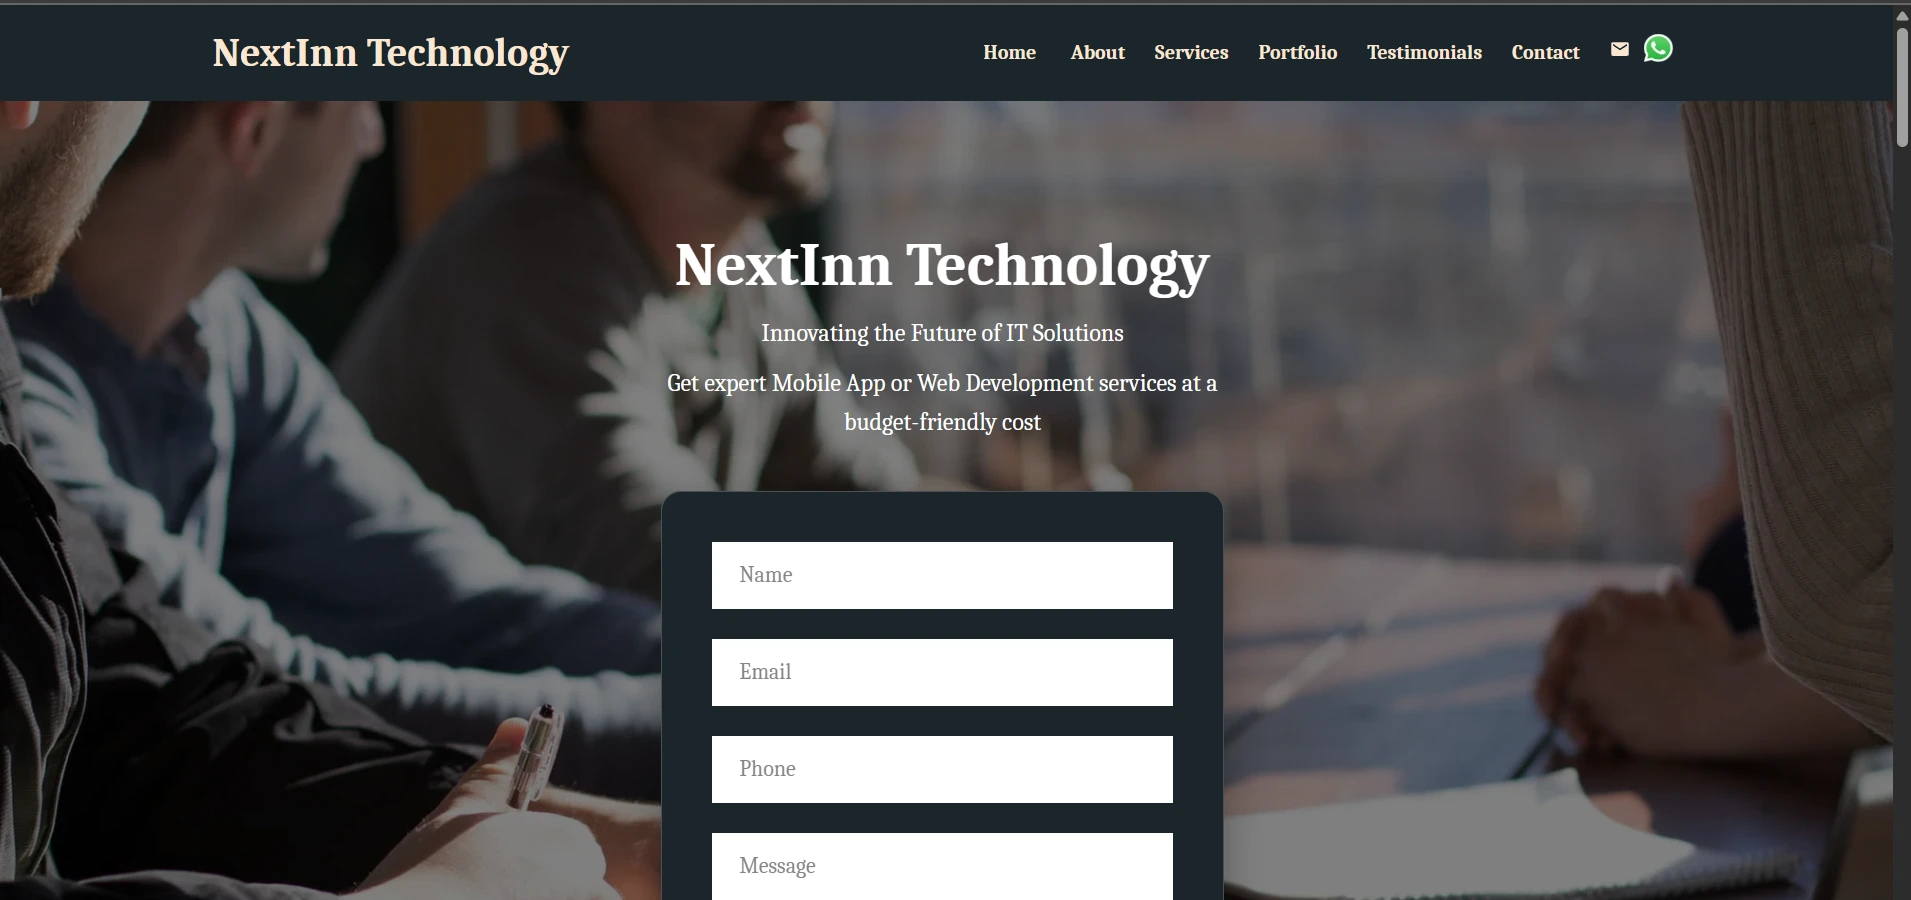 NextInn Technology
Home About Services Portfolio Testimonials Contact
NextInn Technology
Innovating the Future of IT Solutions
Get expert Mobile App or Web Development services at a
budget-friendly cost
Name
Email
Phone
Message